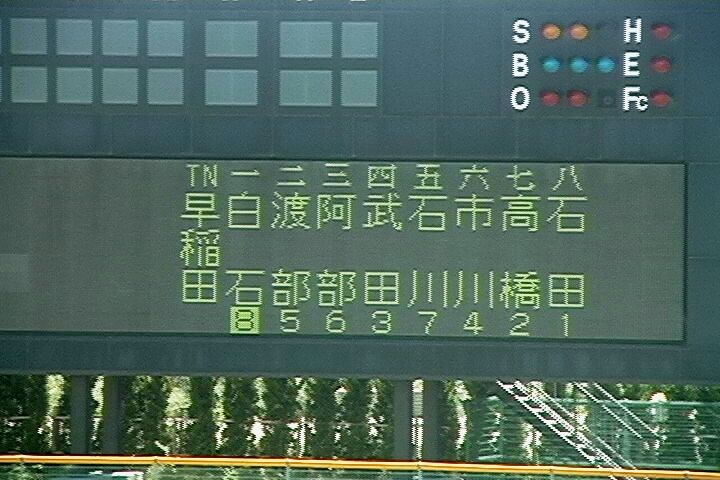 S H
B E
O Fc
TN 一 二 三 四 五 六 七 八
早稲田 白石 渡部 阿部 武田 石川 市川 高橋 石田
8 5 6 3 7 4 2 1